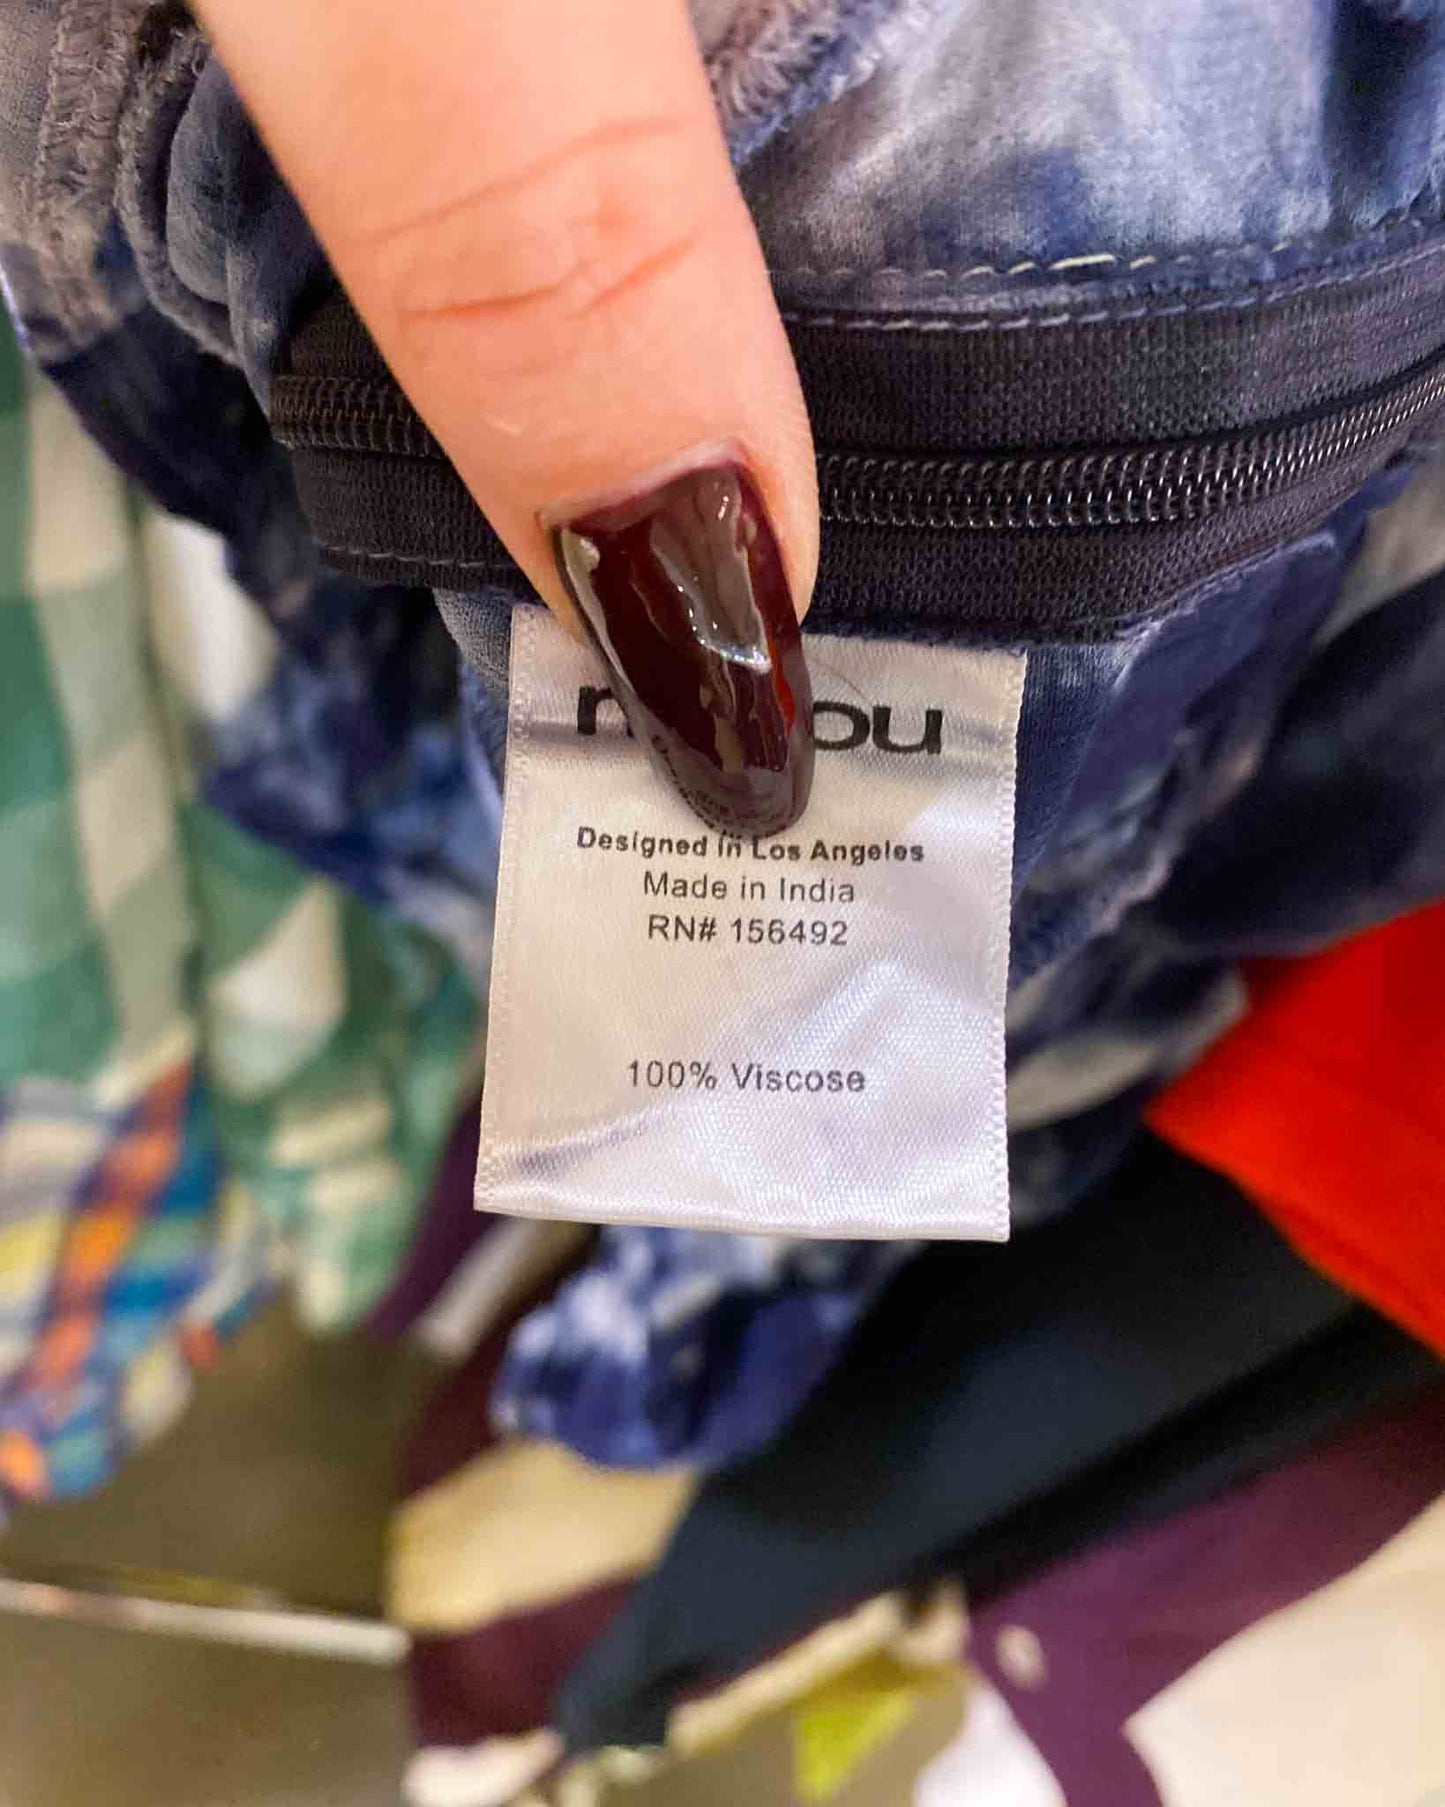 Designed in Los Angeles
Made in India
RN# 156492
100% Viscose